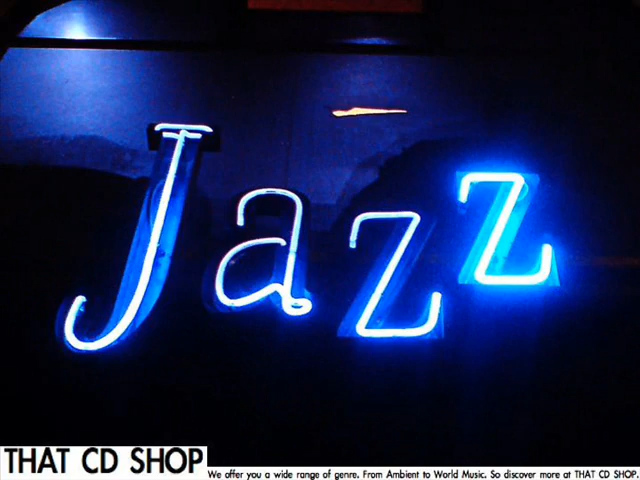 Jazz
THAT CD SHOP
We offer you a wide range of genre. From Ambient to World Music. So discover more at THAT CD SHOP.